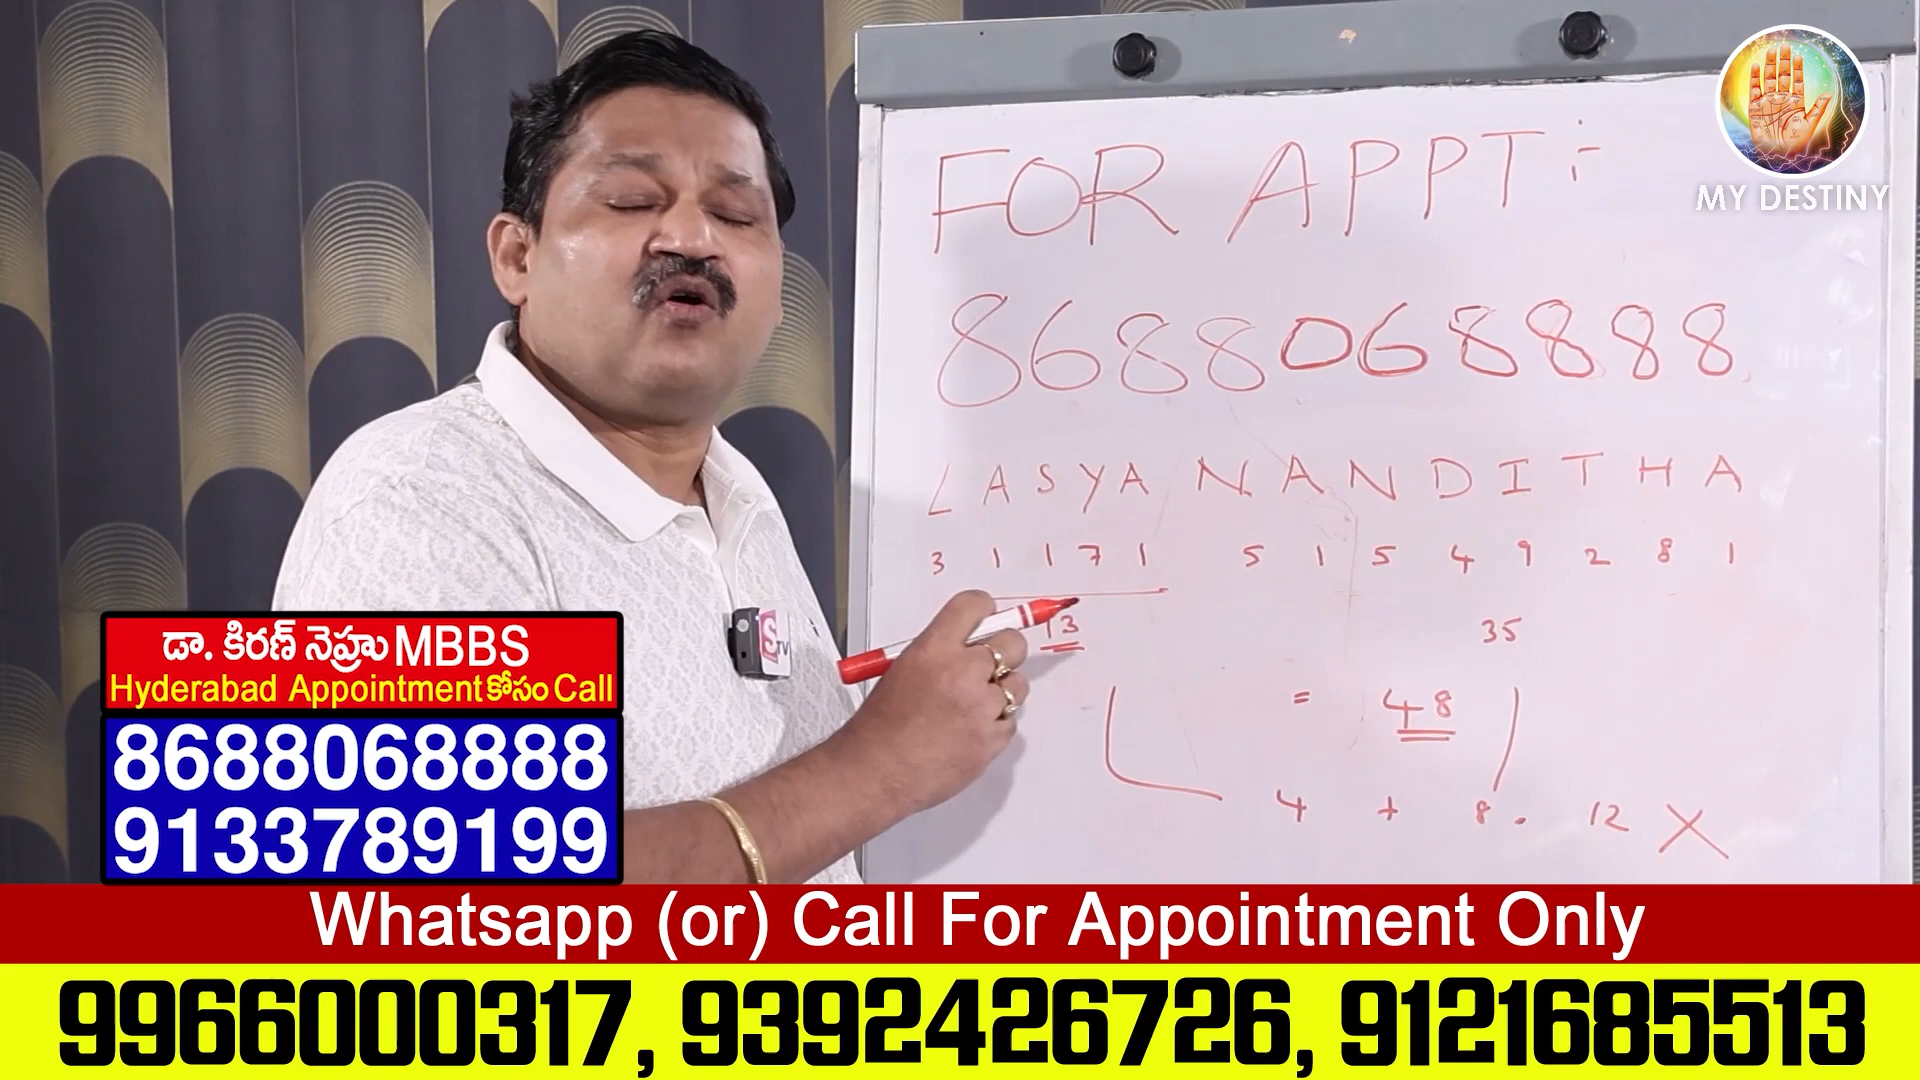 FOR APPT :-
8688068888
LASYA NANDITHA
3 1 1 7 1 5 1 5 4 9 2 8 1
13 35
= 48
4 + 8 . 12 X
MY DESTINY
STV
డా. కిరణ్ నెహ్రు MBBS
Hyderabad Appointment కోసం Call
8688068888
9133789199
Whatsapp (or) Call For Appointment Only
9966000317, 9392426726, 9121685513